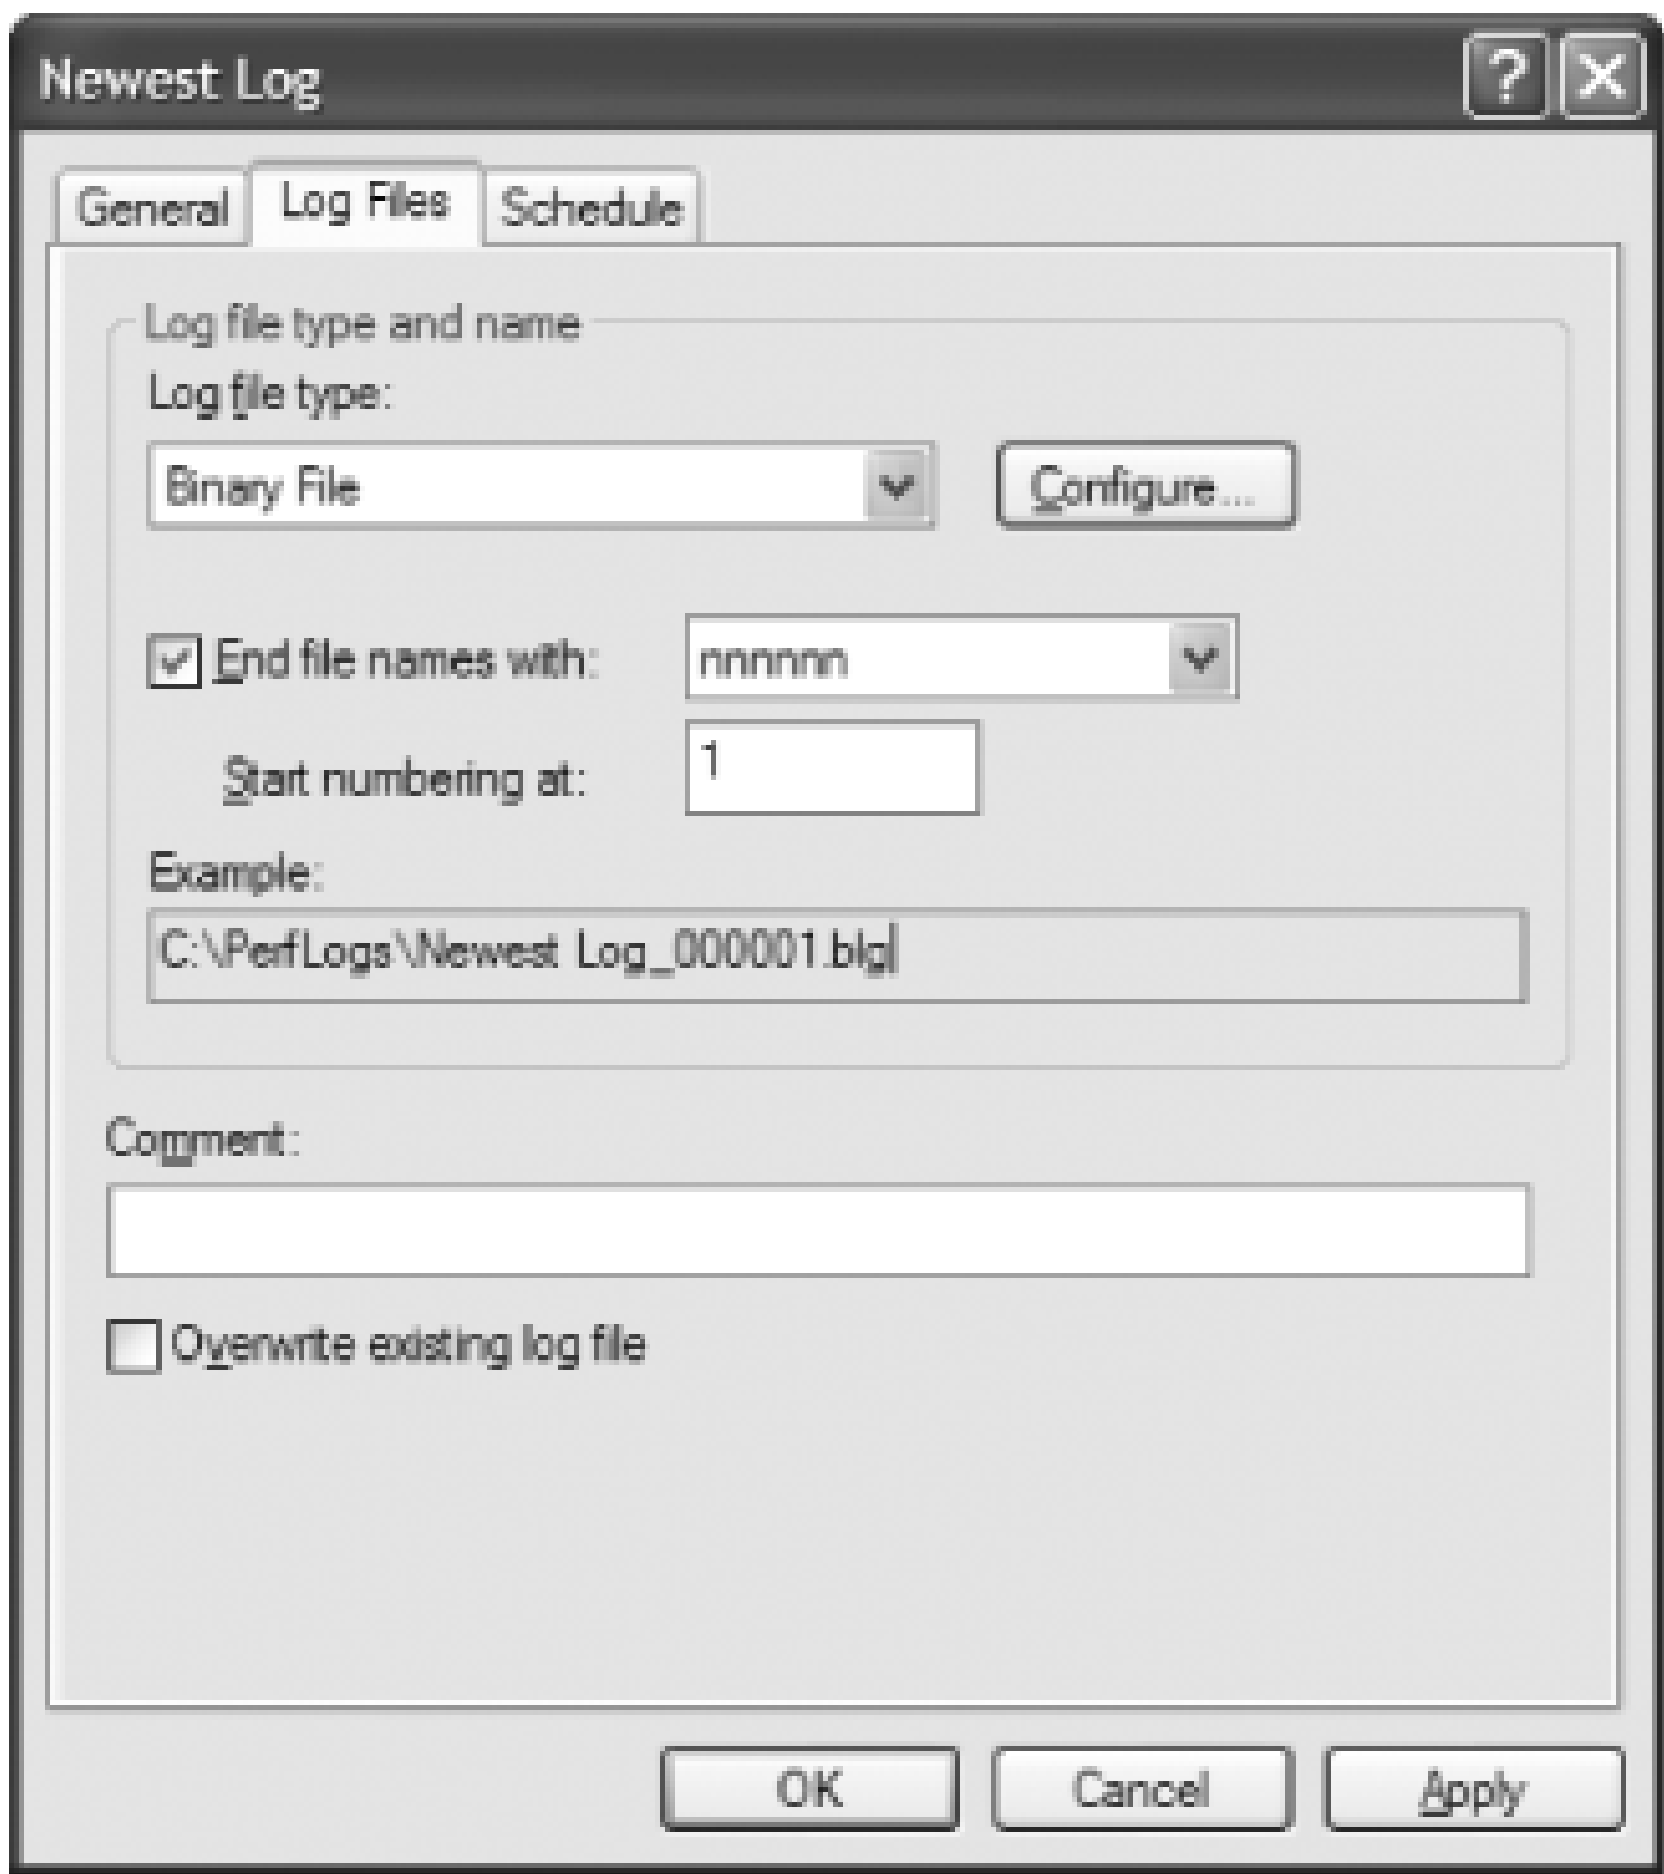 Newest Log
General Log Files Schedule
Log file type and name
Log file type:
Binary File Configure...
End file names with: nnnnnn
Start numbering at: 1
Example:
C:\PerfLogs\Newest Log_000001.blg
Comment:
Overwrite existing log file
OK Cancel Apply